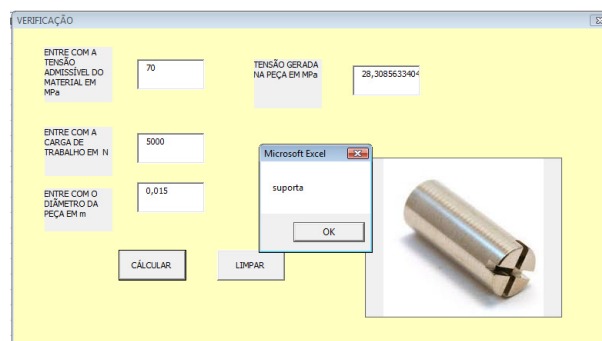 VERIFICAÇÃO
ENTRE COM A
TENSÃO
ADMISSÍVEL DO
MATERIAL EM
MPa
70
TENSÃO GERADA
NA PEÇA EM MPa
28,3085633404
ENTRE COM A
CARGA DE
TRABALHO EM N
5000
ENTRE COM O
DIÂMETRO DA
PEÇA EM m
0,015
Microsoft Excel
suporta
OK
CÁLCULAR
LIMPAR